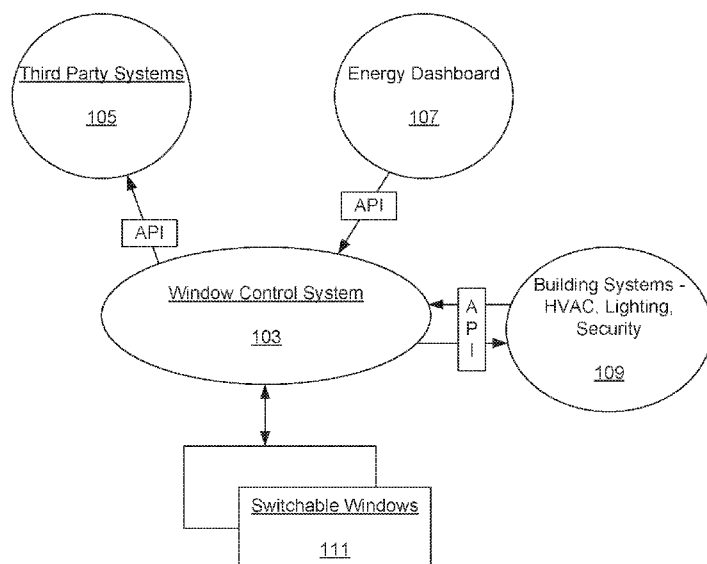 Third Party Systems
105
Energy Dashboard
107
API
API
Window Control System
103
A
P
I
Building Systems -
HVAC, Lighting,
Security
109
Switchable Windows
111